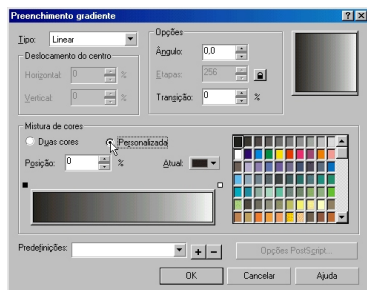 Preenchimento gradiente
Tipo: Linear
Opções
Deslocamento do centro
Ângulo: 0,0
Horizontal: 0 %
Etapas: 256
Vertical: 0 %
Transição: 0 %
Mistura de cores
Duas cores Personalizada
Posição: 0 % Atual:
Predefinições:
Opções PostScript...
OK Cancelar Ajuda